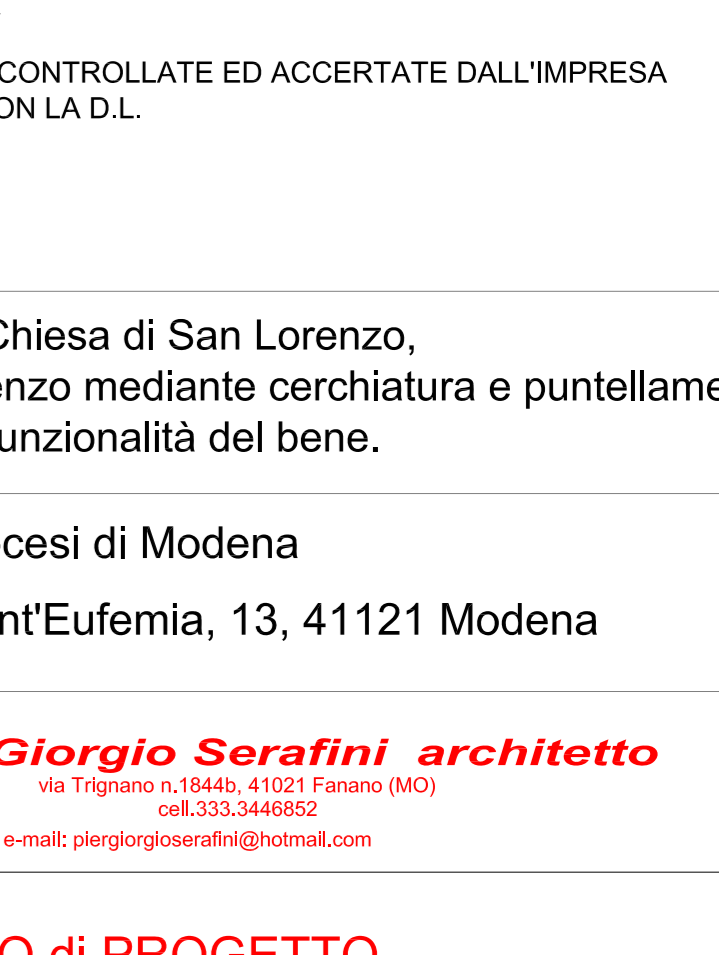 CONTROLLATE ED ACCERTATE DALL'IMPRESA
ON LA D.L.
Chiesa di San Lorenzo,
enzo mediante cerchiatura e puntellame
unzionalità del bene.
cesi di Modena
nt'Eufemia, 13, 41121 Modena
Giorgio Serafini architetto
via Trignano n.1844b, 41021 Fanano (MO)
cell.333.3446852
e-mail: piergiorgioserafini@hotmail.com
O di PROGETTO